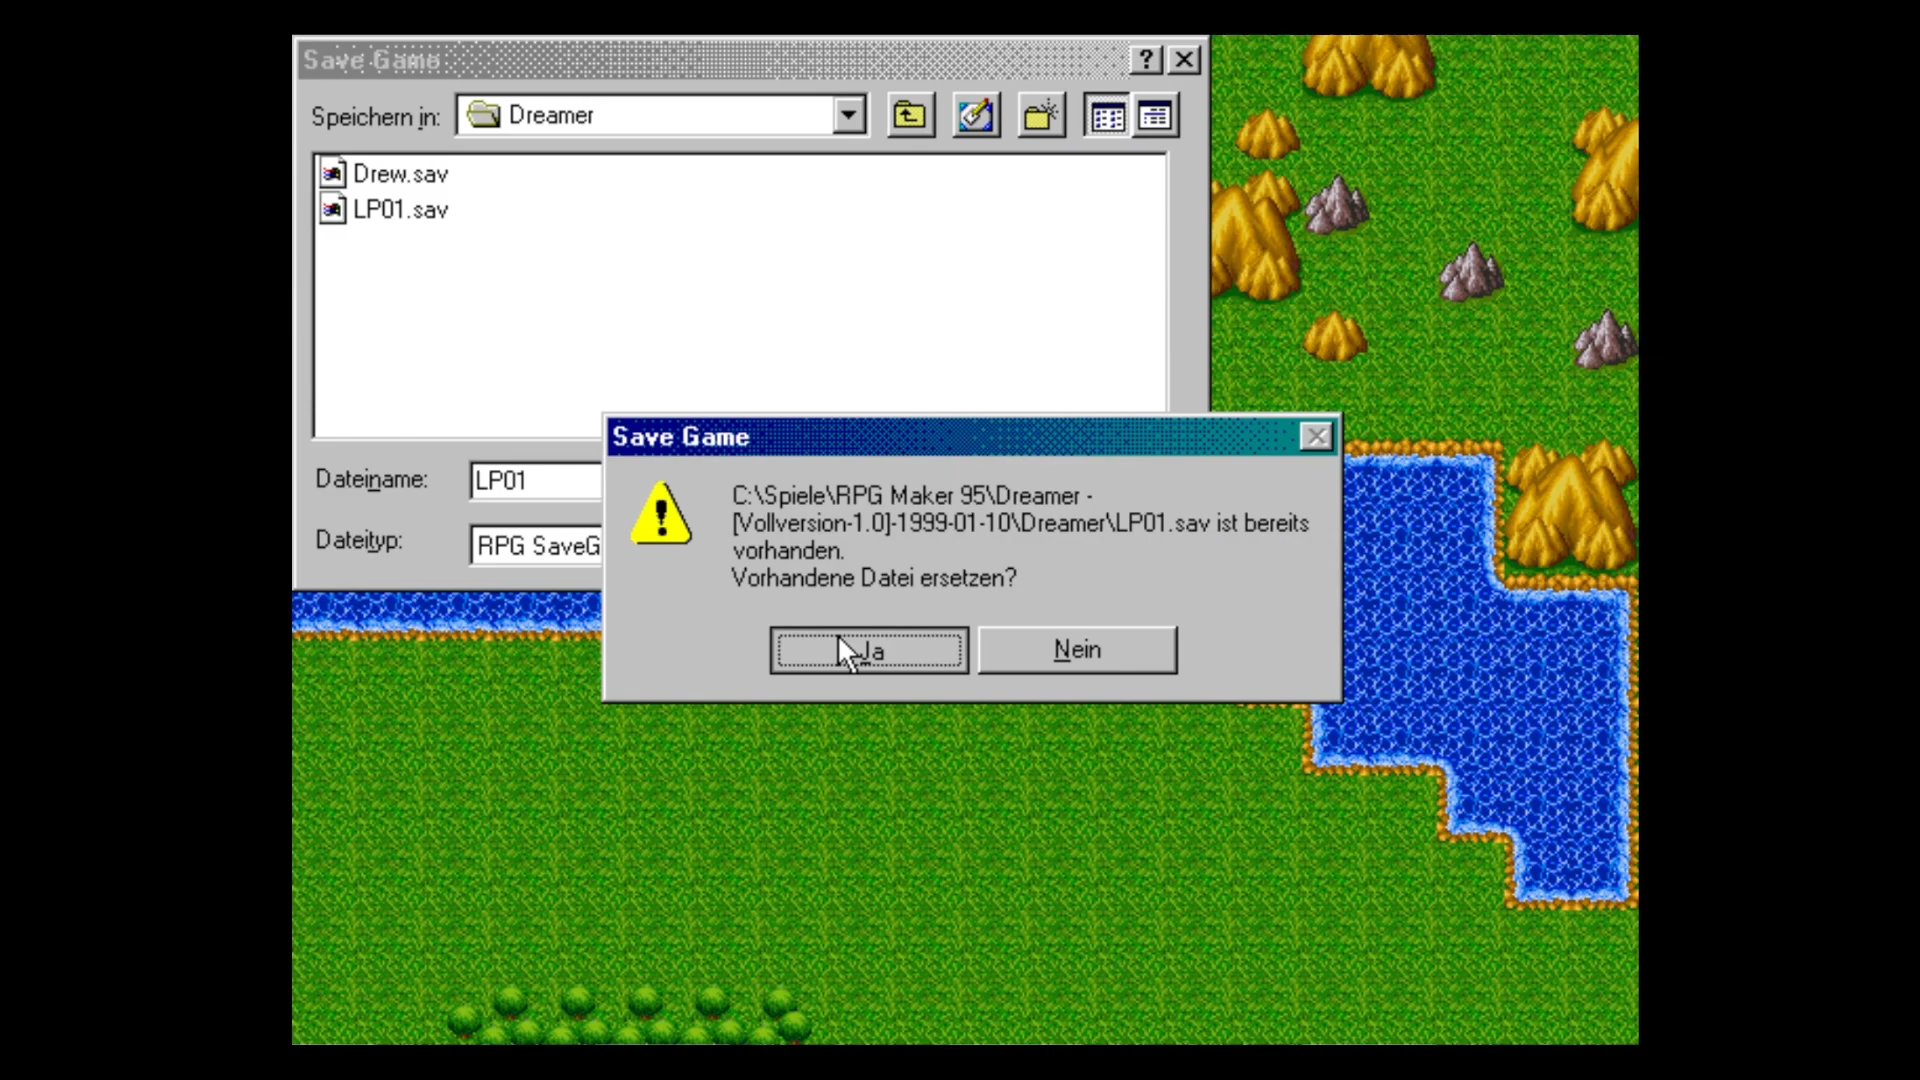 Save Game
Speichern in: Dreamer
Drew.sav
LP01.sav
Dateiname: LP01
Dateityp: RPG SaveG
Save Game
C:\Spiele\RPG Maker 95\Dreamer -
[Vollversion-1.0]-1999-01-10\Dreamer\LP01.sav ist bereits
vorhanden.
Vorhandene Datei ersetzen?
Ja Nein